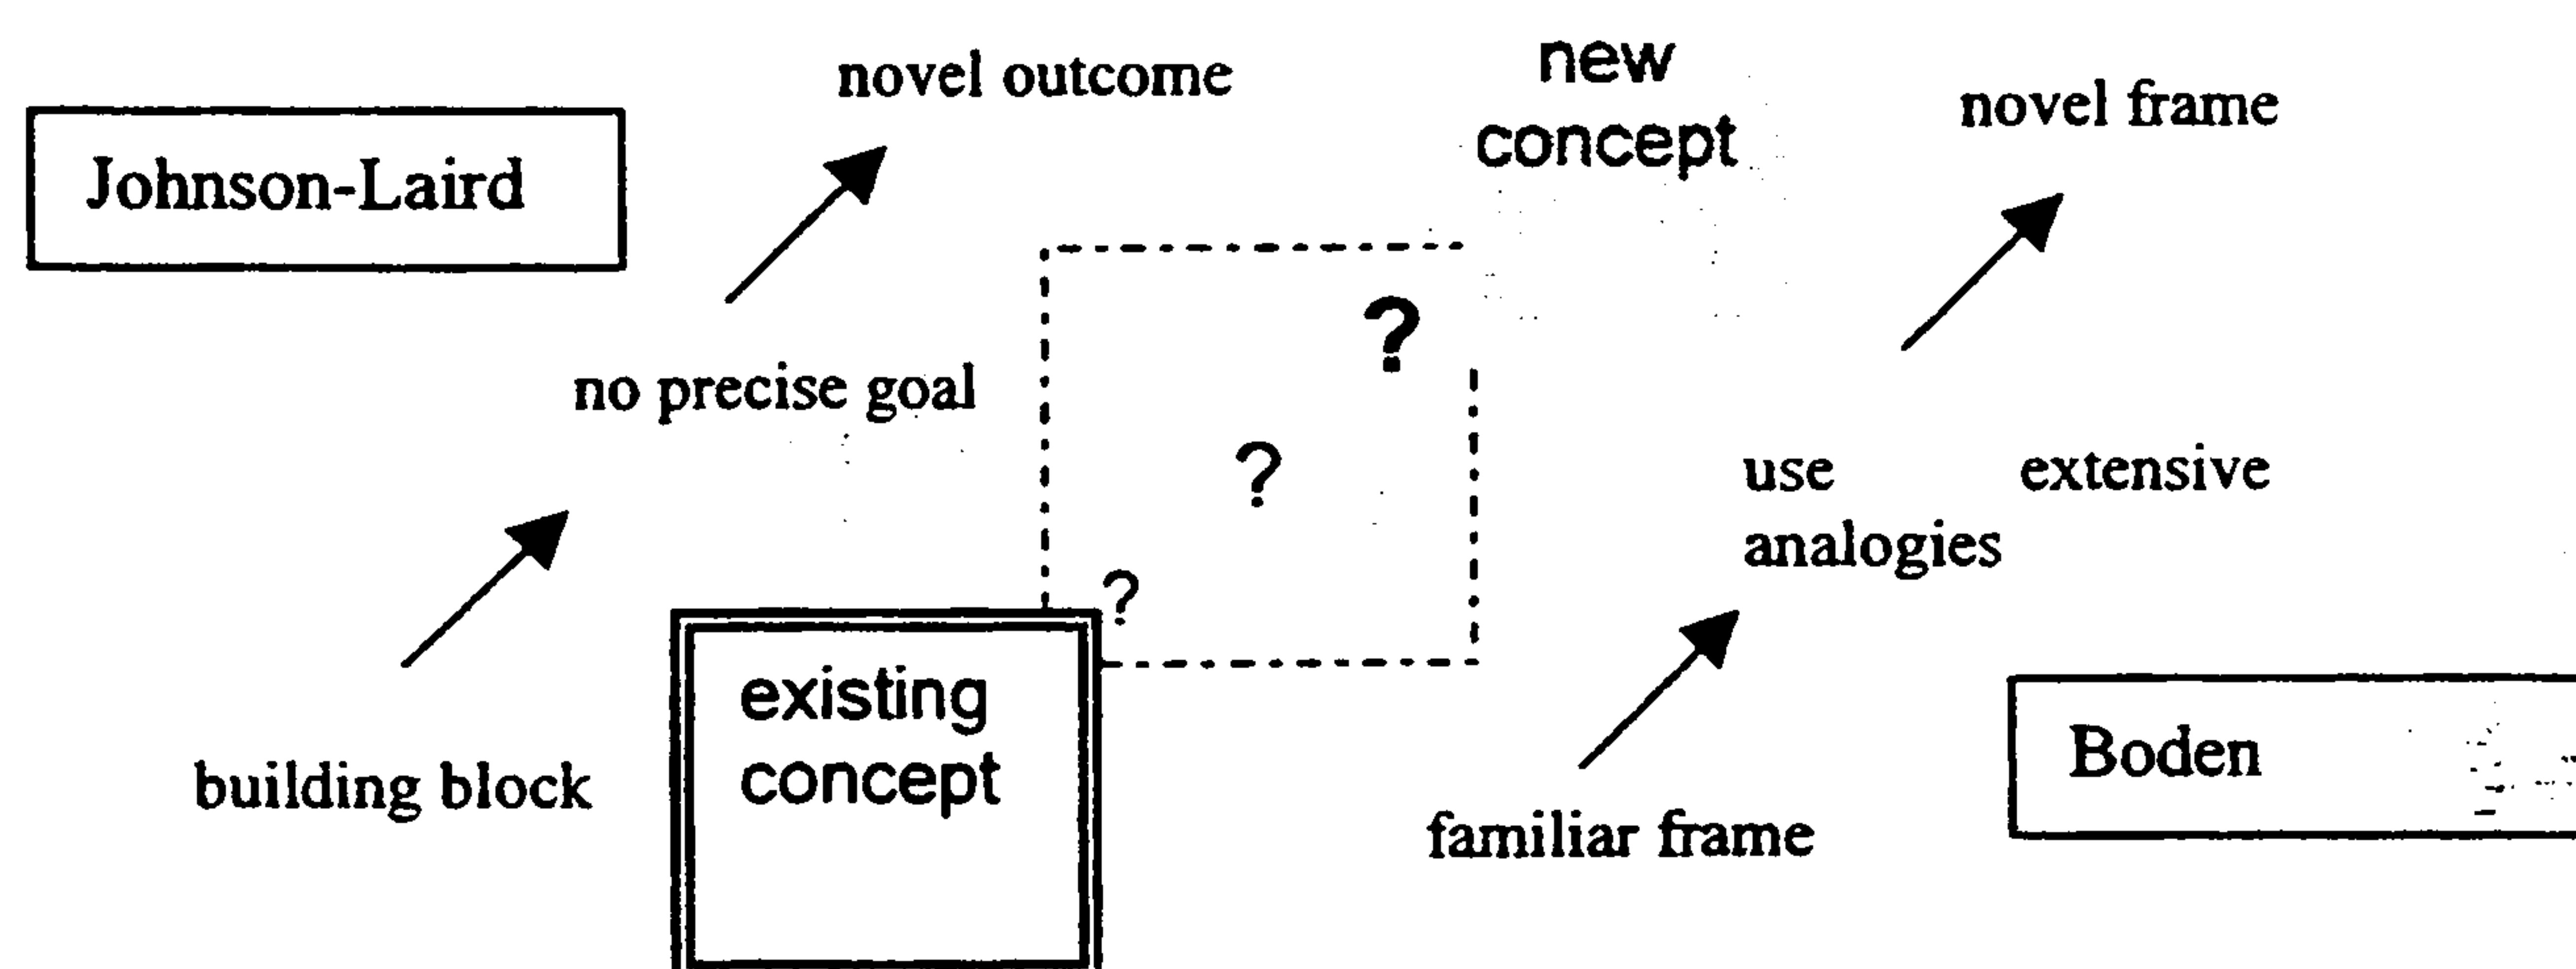 novel outcome
new
concept
novel frame
Johnson-Laird
?
no precise goal
?
use extensive
analogies
?
existing
concept
building block
Boden
familiar frame